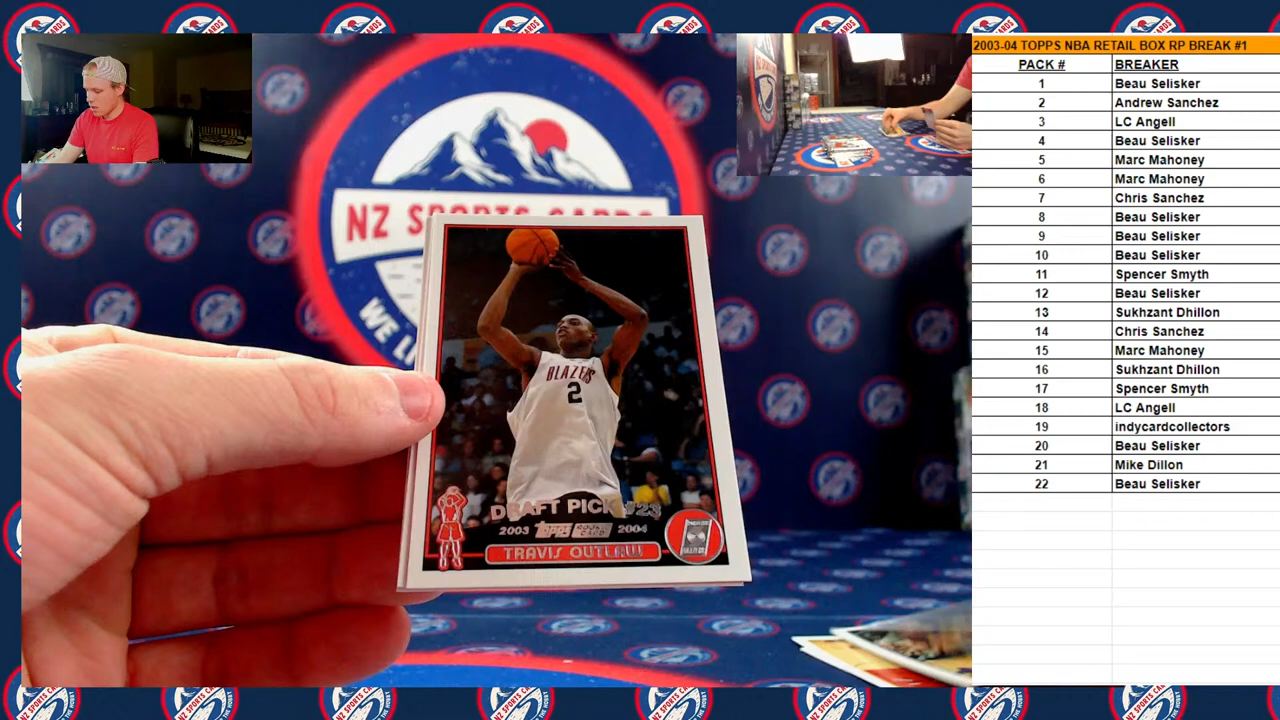 NZ SPORTS CARDS
WE LI
BLAZERS
2
DRAFT PICK #23
2003 TOPPS ROOKIE CARD 2004
TRAVIS OUTLAW
2003-04 TOPPS NBA RETAIL BOX RP BREAK #1
PACK # BREAKER
1 Beau Selisker
2 Andrew Sanchez
3 LC Angell
4 Beau Selisker
5 Marc Mahoney
6 Marc Mahoney
7 Chris Sanchez
8 Beau Selisker
9 Beau Selisker
10 Beau Selisker
11 Spencer Smyth
12 Beau Selisker
13 Sukhzant Dhillon
14 Chris Sanchez
15 Marc Mahoney
16 Sukhzant Dhillon
17 Spencer Smyth
18 LC Angell
19 indycardcollectors
20 Beau Selisker
21 Mike Dillon
22 Beau Selisker